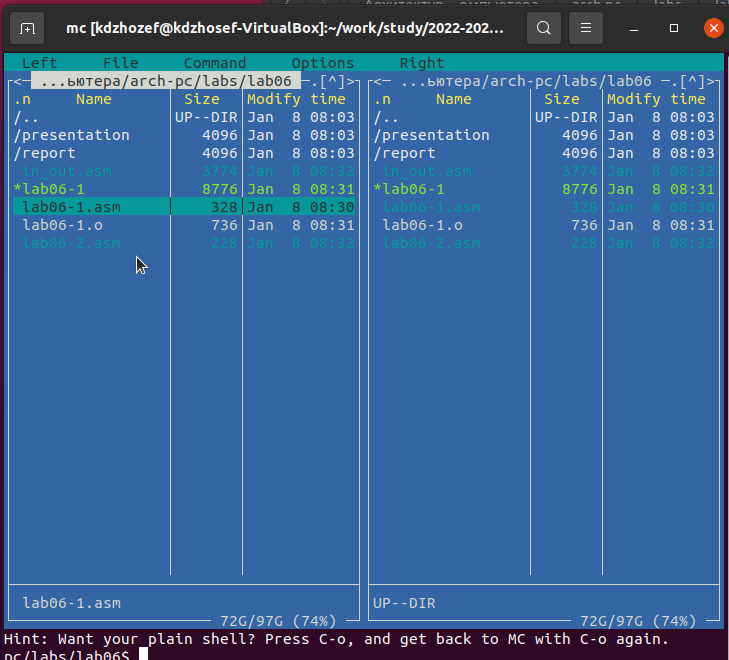 mc [kdzhozef@kdzhosef-VirtualBox]:~/work/study/2022-202...
Left File Command Options Right
<─ ...ьютера/arch-pc/labs/lab06 ─.[^]> <─ ...ьютера/arch-pc/labs/lab06 ─.[^]>
.n Name Size Modify time .n Name Size Modify time
/.. UP--DIR Jan 8 08:03 /.. UP--DIR Jan 8 08:03
/presentation 4096 Jan 8 08:03 /presentation 4096 Jan 8 08:03
/report 4096 Jan 8 08:03 /report 4096 Jan 8 08:03
in_out.asm 3774 Jan 8 08:32 in_out.asm 3774 Jan 8 08:32
*lab06-1 8776 Jan 8 08:31 *lab06-1 8776 Jan 8 08:31
lab06-1.asm 328 Jan 8 08:30 lab06-1.asm 328 Jan 8 08:30
lab06-1.o 736 Jan 8 08:31 lab06-1.o 736 Jan 8 08:31
lab06-2.asm 228 Jan 8 08:32 lab06-2.asm 228 Jan 8 08:32
lab06-1.asm UP--DIR
72G/97G (74%) 72G/97G (74%)
Hint: Want your plain shell? Press C-o, and get back to MC with C-o again.
pc/labs/lab06$